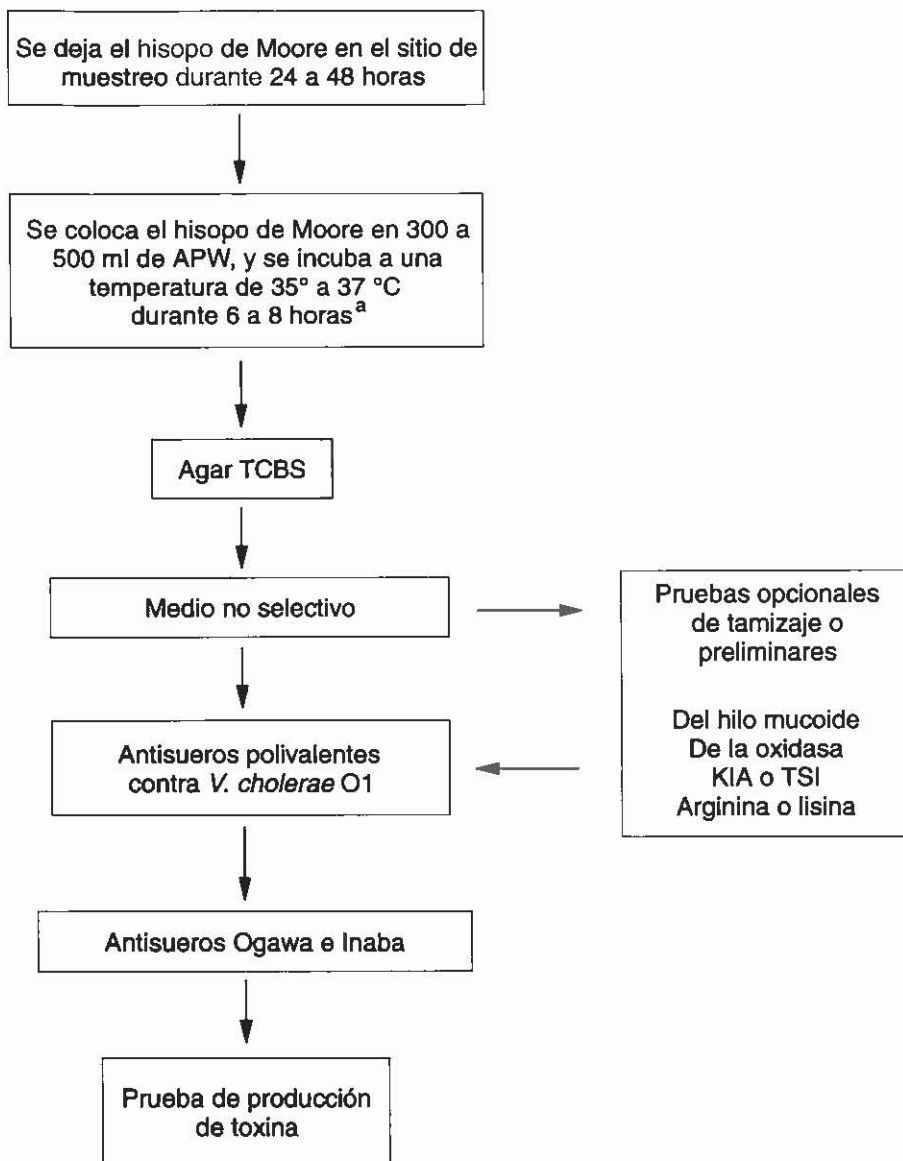 Se deja el hisopo de Moore en el sitio de
muestreo durante 24 a 48 horas
Se coloca el hisopo de Moore en 300 a
500 ml de APW, y se incuba a una
temperatura de 35° a 37 °C
durante 6 a 8 horas^a
Agar TCBS
Medio no selectivo
Pruebas opcionales
de tamizaje o
preliminares
Del hilo mucoide
De la oxidasa
KIA o TSI
Arginina o lisina
Antisueros polivalentes
contra V. cholerae O1
Antisueros Ogawa e Inaba
Prueba de producción
de toxina